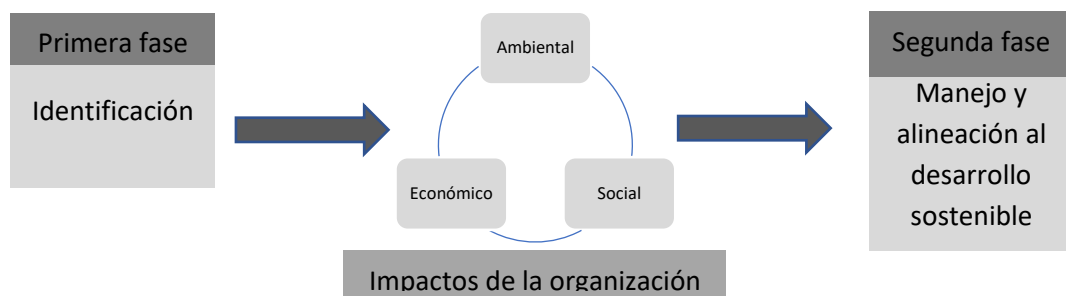 Primera fase
Identificación
Ambiental
Económico
Social
Impactos de la organización
Segunda fase
Manejo y
alineación al
desarrollo
sostenible